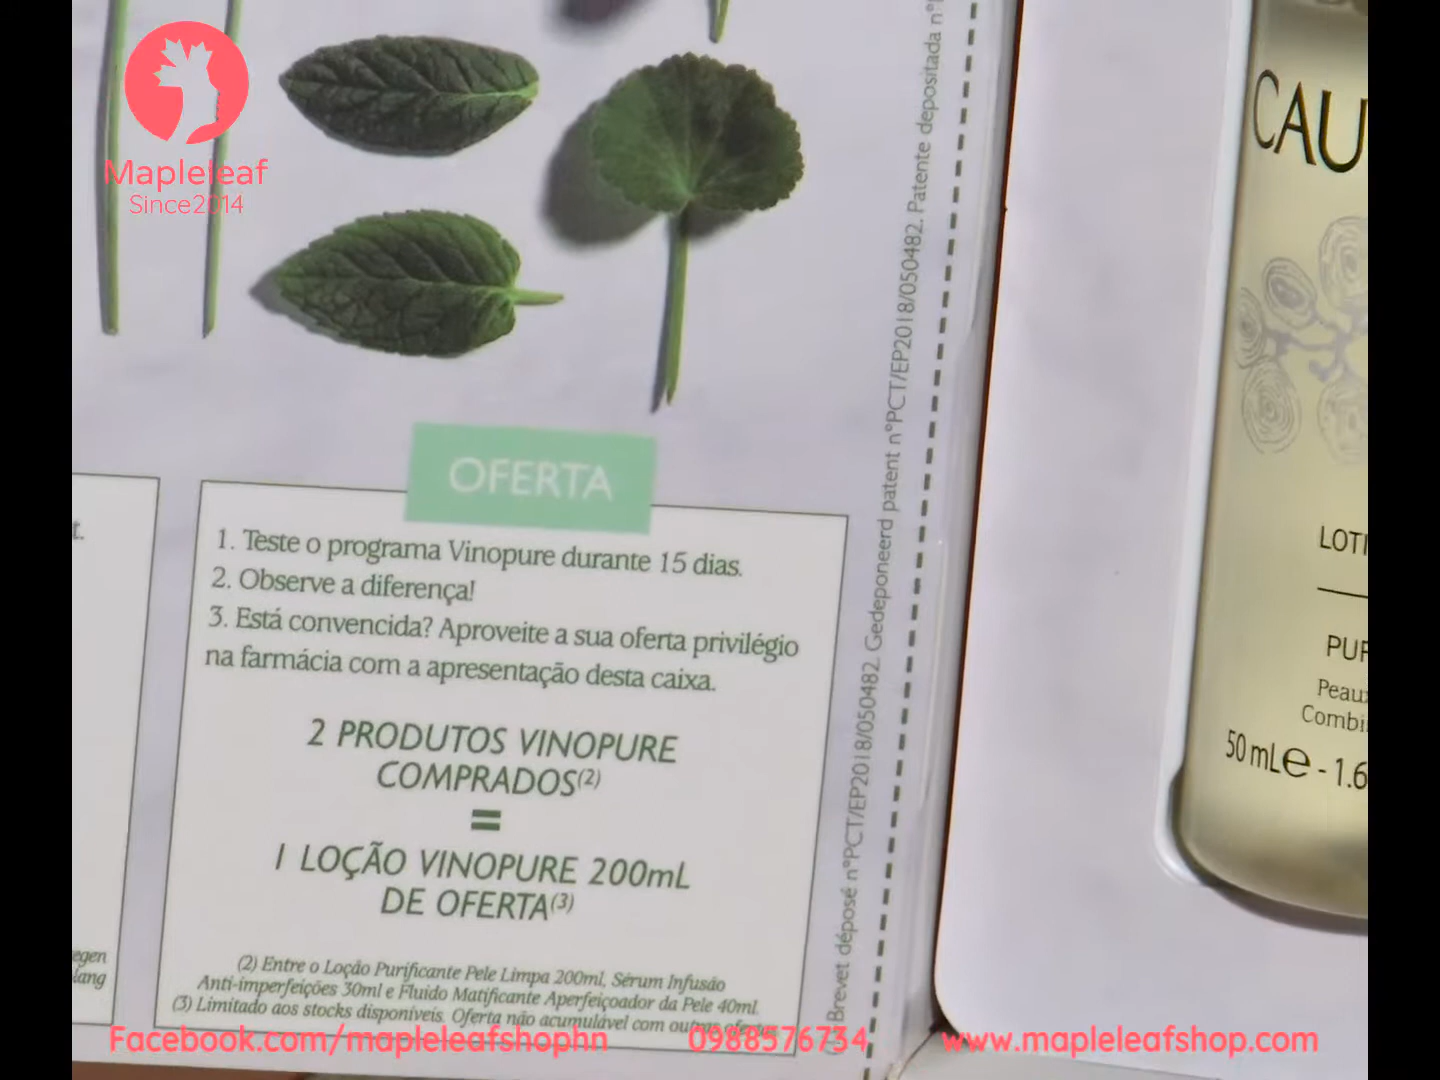 Mapleleaf
Since2014
OFERTA
1. Teste o programa Vinopure durante 15 dias.
2. Observe a diferença!
3. Está convencida? Aproveite a sua oferta privilégio
na farmácia com a apresentação desta caixa.
2 PRODUTOS VINOPURE
COMPRADOS(2)
=
1 LOÇÃO VINOPURE 200mL
DE OFERTA(3)
(2) Entre o Loção Purificante Pele Limpa 200ml, Sérum Infusão
Anti-imperfeições 30ml e Fluido Matificante Aperfeiçoador da Pele 40ml.
(3) Limitado aos stocks disponíveis. Oferta não acumulável com outras ofertas
t.
egen
lang
Brevet déposé n°PCT/EP2018/050482. Gedeponeerd patent n°PCT/EP2018/050482. Patente depositada n°
CAU
LOTI
PUR
Peau
Combi
50 mL e - 1.6
Facebook.com/mapleleafshophn 0988576734 www.mapleleafshop.com